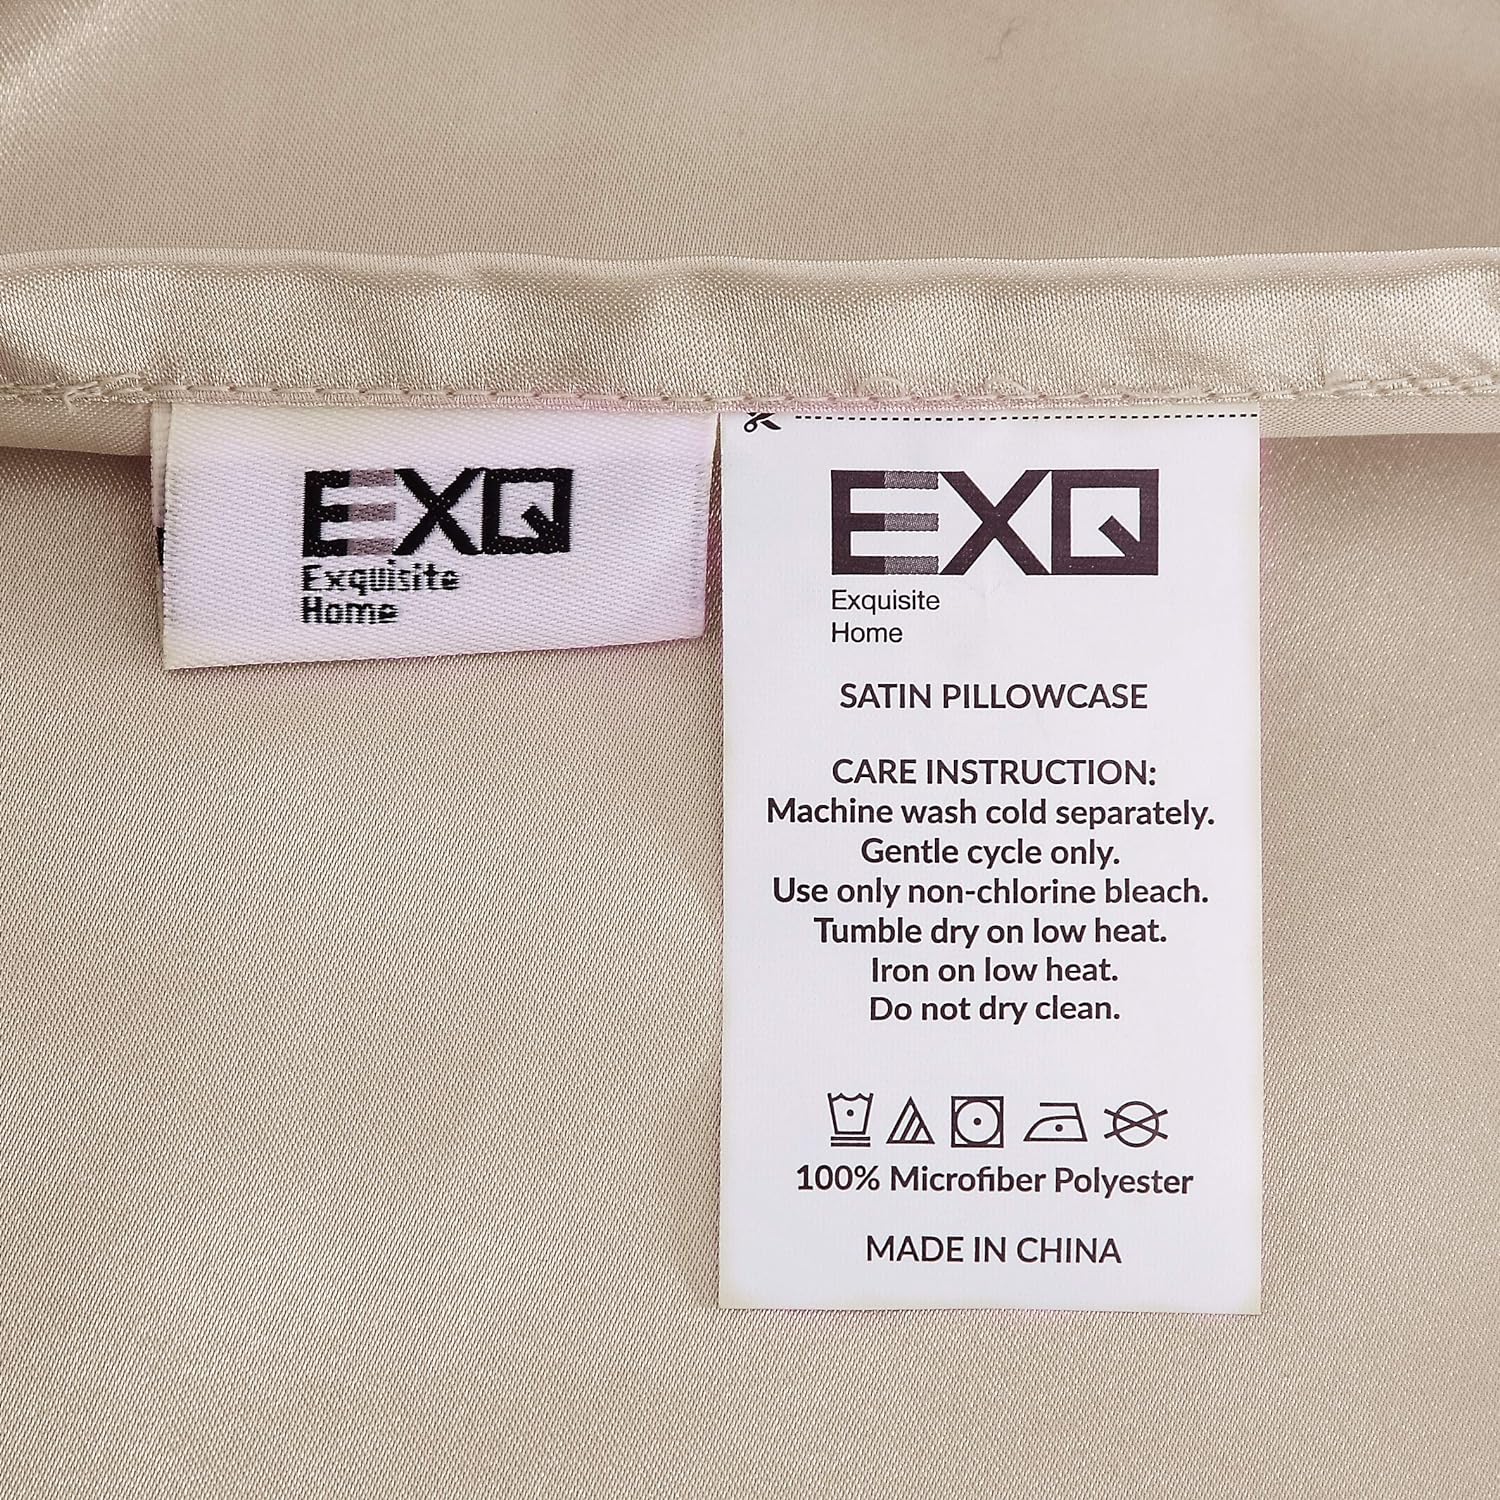 EXQ
Exquisite
Home
EXQ
Exquisite
Home
SATIN PILLOWCASE
CARE INSTRUCTION:
Machine wash cold separately.
Gentle cycle only.
Use only non-chlorine bleach.
Tumble dry on low heat.
Iron on low heat.
Do not dry clean.
100% Microfiber Polyester
MADE IN CHINA